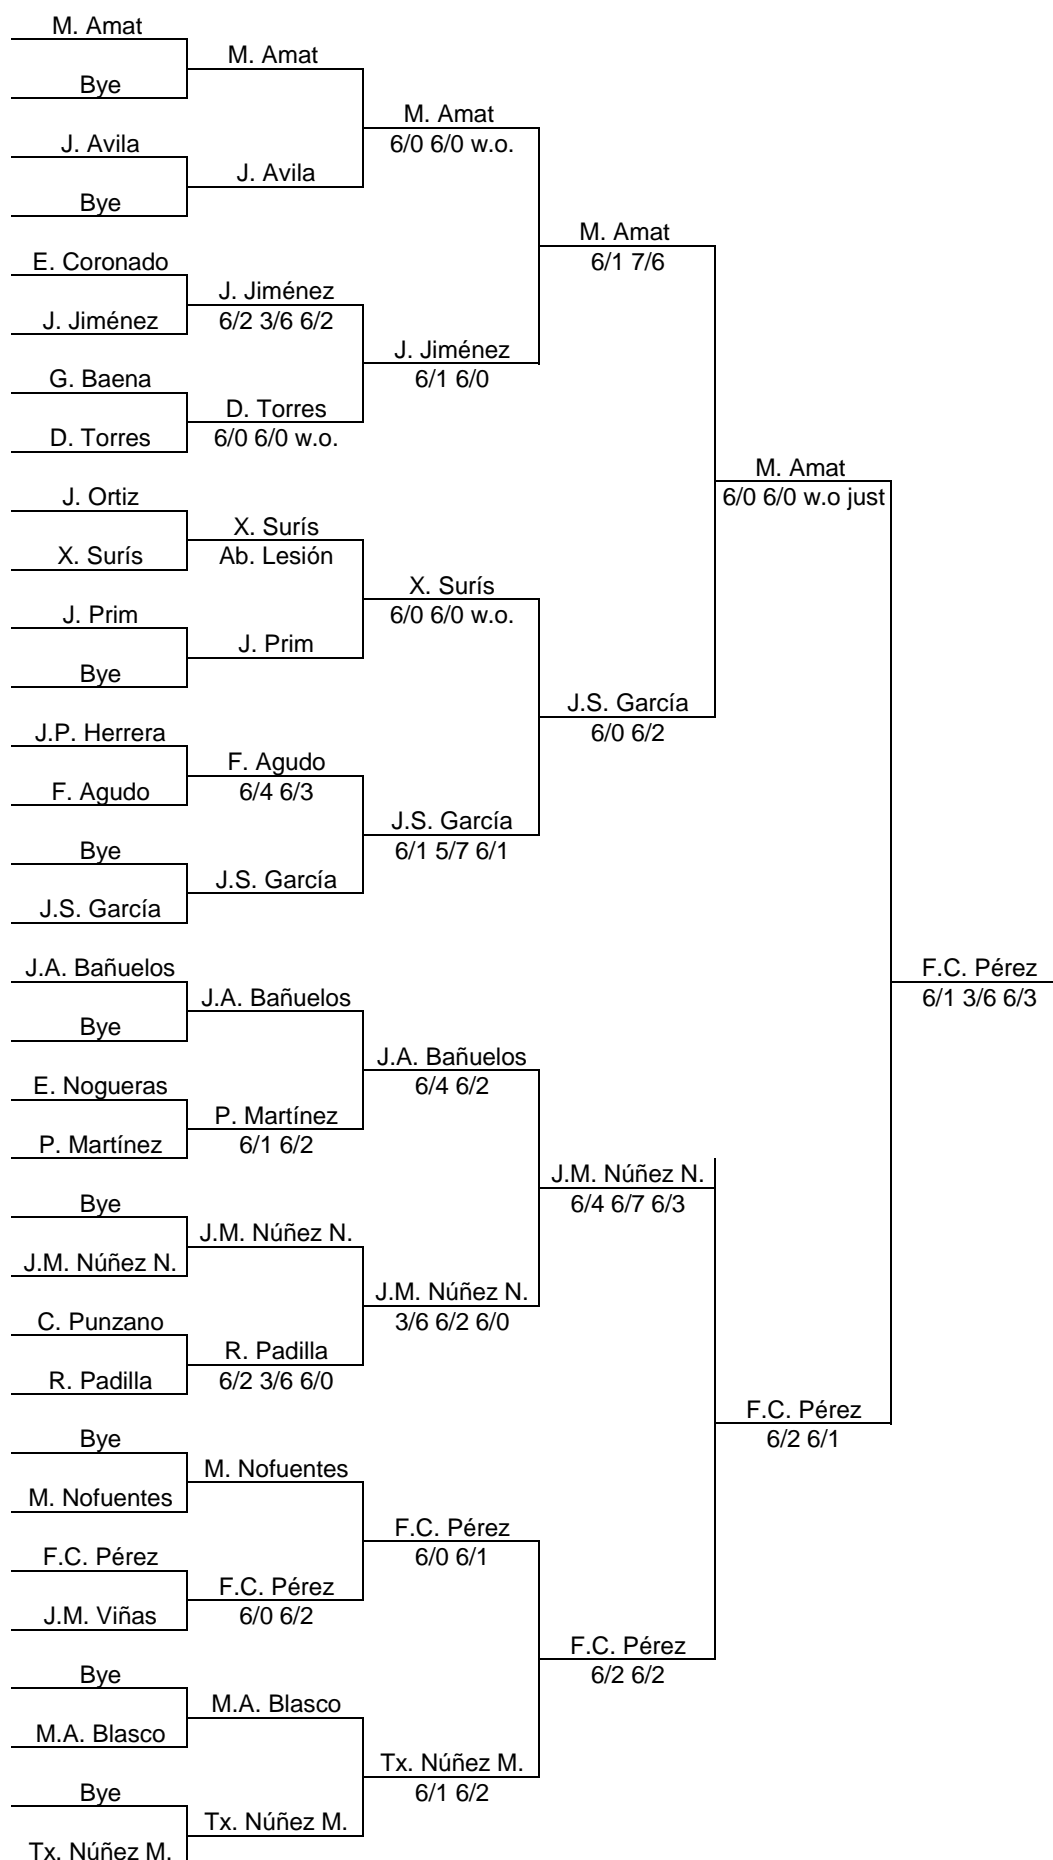 M. Amat
M. Amat
Bye
M. Amat
J. Avila
6/0 6/0 w.o.
J. Avila
Bye
M. Amat
E. Coronado
6/1 7/6
J. Jiménez
J. Jiménez
6/2 3/6 6/2
J. Jiménez
G. Baena
6/1 6/0
D. Torres
D. Torres
6/0 6/0 w.o.
M. Amat
J. Ortiz
6/0 6/0 w.o just
X. Surís
X. Surís
Ab. Lesión
X. Surís
J. Prim
6/0 6/0 w.o.
J. Prim
Bye
J.S. García
J.P. Herrera
6/0 6/2
F. Agudo
F. Agudo
6/4 6/3
J.S. García
Bye
6/1 5/7 6/1
J.S. García
J.S. García
J.A. Bañuelos
F.C. Pérez
J.A. Bañuelos
6/1 3/6 6/3
Bye
J.A. Bañuelos
E. Nogueras
6/4 6/2
P. Martínez
P. Martínez
6/1 6/2
J.M. Núñez N.
Bye
6/4 6/7 6/3
J.M. Núñez N.
J.M. Núñez N.
J.M. Núñez N.
C. Punzano
3/6 6/2 6/0
R. Padilla
R. Padilla
6/2 3/6 6/0
F.C. Pérez
Bye
6/2 6/1
M. Nofuentes
M. Nofuentes
F.C. Pérez
F.C. Pérez
6/0 6/1
F.C. Pérez
J.M. Viñas
6/0 6/2
F.C. Pérez
Bye
6/2 6/2
M.A. Blasco
M.A. Blasco
Tx. Núñez M.
Bye
6/1 6/2
Tx. Núñez M.
Tx. Núñez M.